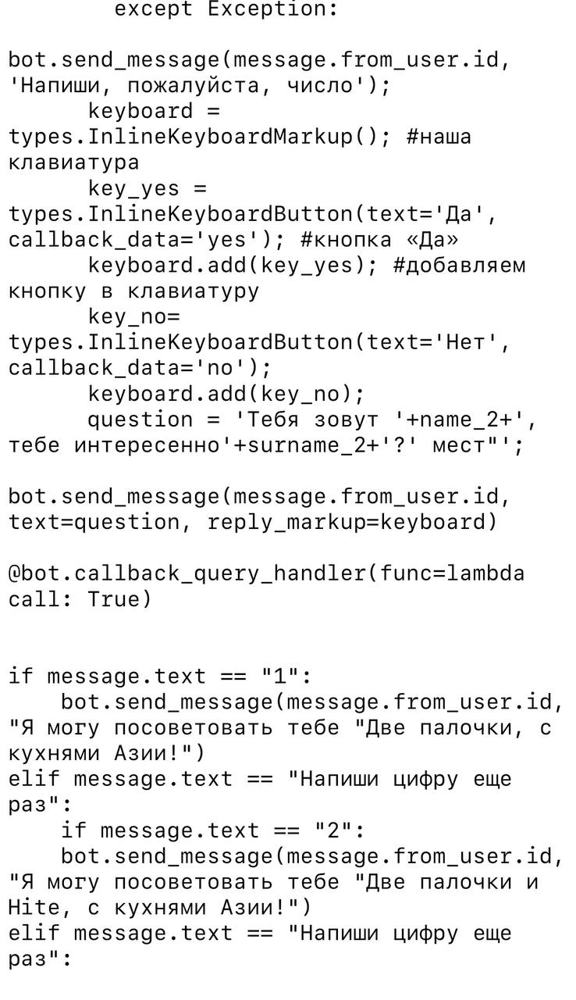 except Exception:
bot.send_message(message.from_user.id,
'Напиши, пожалуйста, число');
keyboard =
types.InlineKeyboardMarkup(); #наша
клавиатура
key_yes =
types.InlineKeyboardButton(text='Да',
callback_data='yes'); #кнопка «Да»
keyboard.add(key_yes); #добавляем
кнопку в клавиатуру
key_no=
types.InlineKeyboardButton(text='Нет',
callback_data='no');
keyboard.add(key_no);
question = 'Тебя зовут '+name_2+',
тебе интересенно'+surname_2+'?' мест"';
bot.send_message(message.from_user.id,
text=question, reply_markup=keyboard)
@bot.callback_query_handler(func=lambda
call: True)
if message.text == "1":
bot.send_message(message.from_user.id,
"Я могу посоветовать тебе "Две палочки, с
кухнями Азии!")
elif message.text == "Напиши цифру еще
раз":
if message.text == "2":
bot.send_message(message.from_user.id,
"Я могу посоветовать тебе "Две палочки и
Hite, с кухнями Азии!")
elif message.text == "Напиши цифру еще
раз":